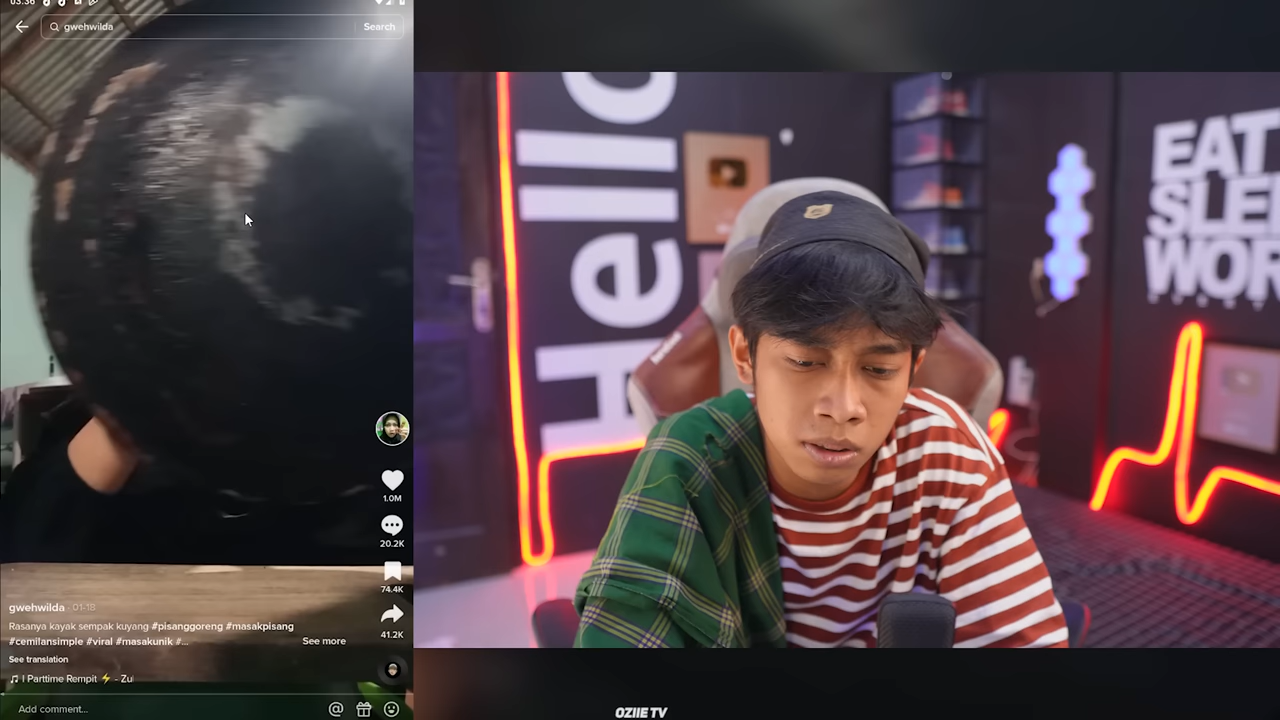 03:36
gwehwilda
Search
1.0M
20.2K
74.4K
41.2K
gwehwilda · 01-18
Rasanya kayak sempak kuyang #pisanggoreng #masakpisang
#cemilansimple #viral #masakunik #...
See more
See translation
I Parttime Rempit ⚡ - Zu
Add comment...
Hello
EAT
SLEE
WOR
OZIIE TV